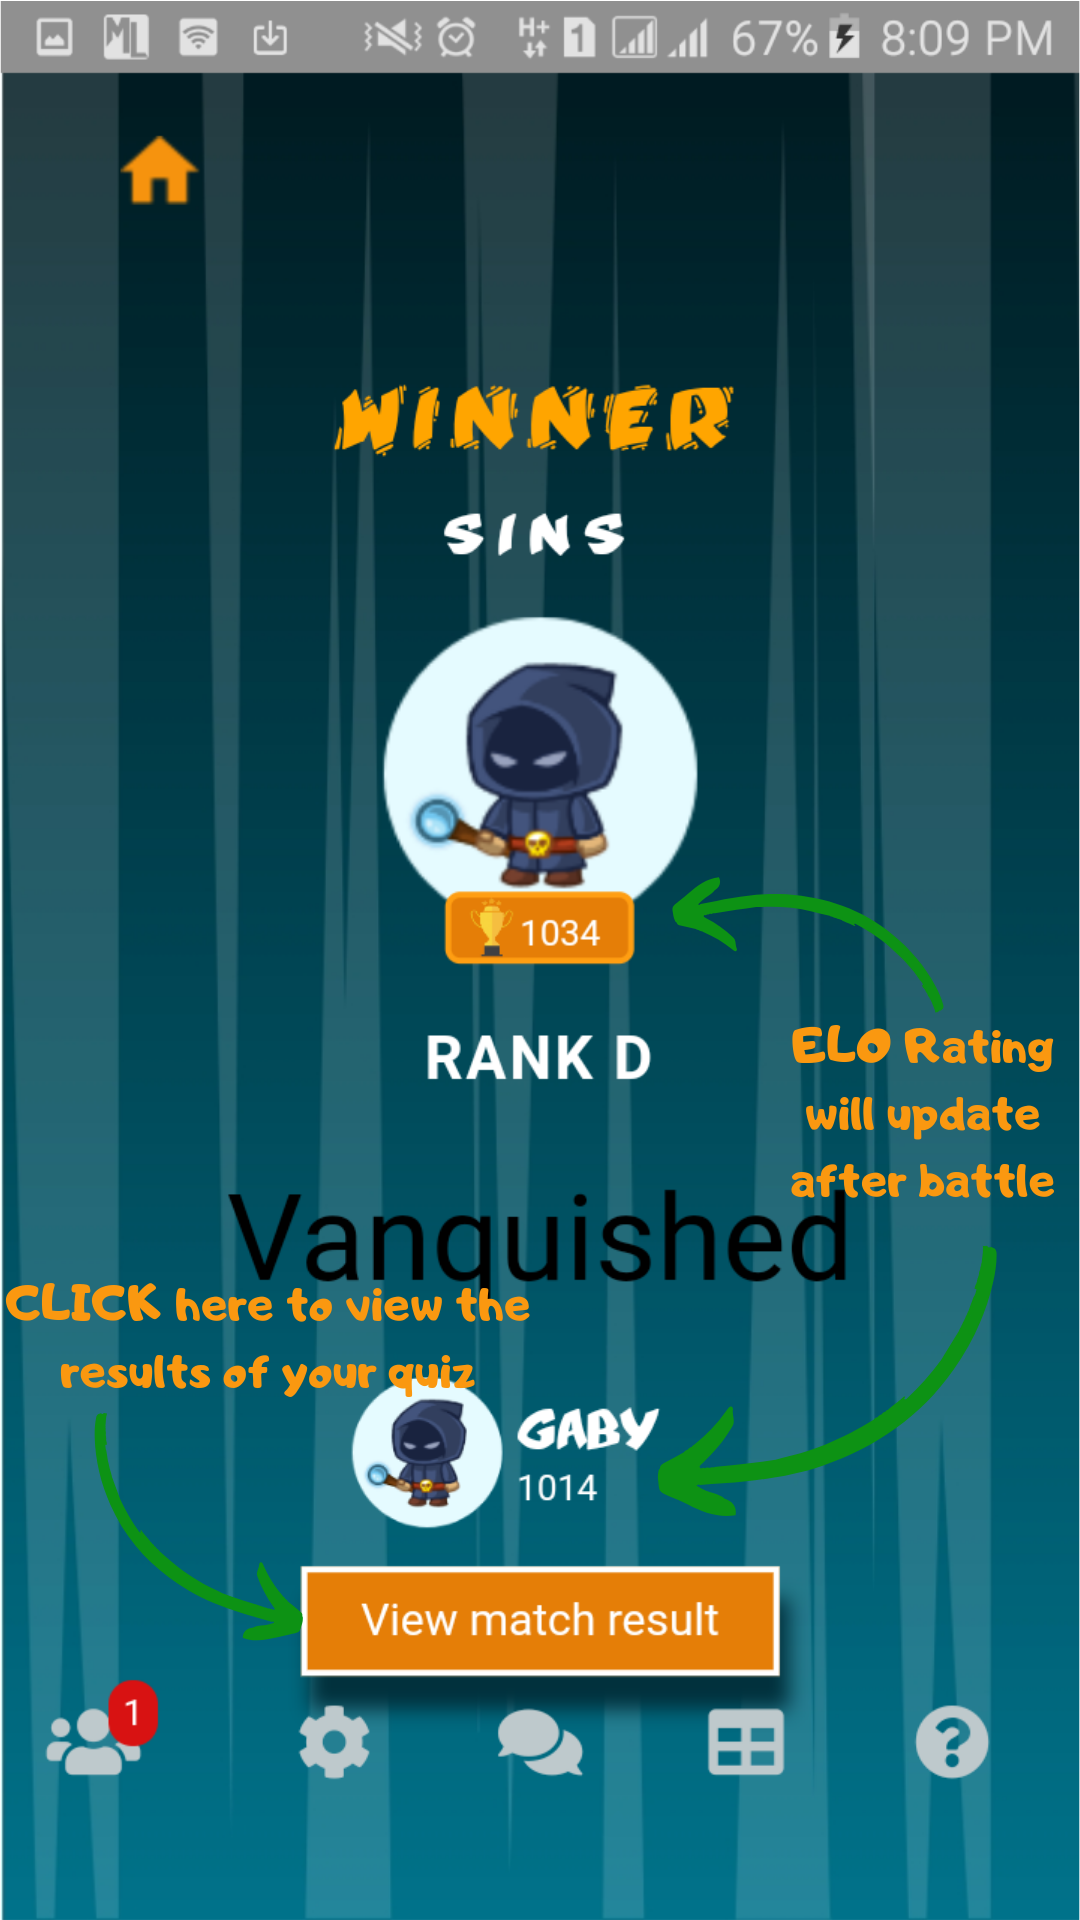 H+ 1 67% 8:09 PM
WINNER
SINS
1034
RANK D
ELO Rating
will update
after battle
Vanquished
CLICK here to view the
results of your quiz
GABY
1014
View match result
1
?